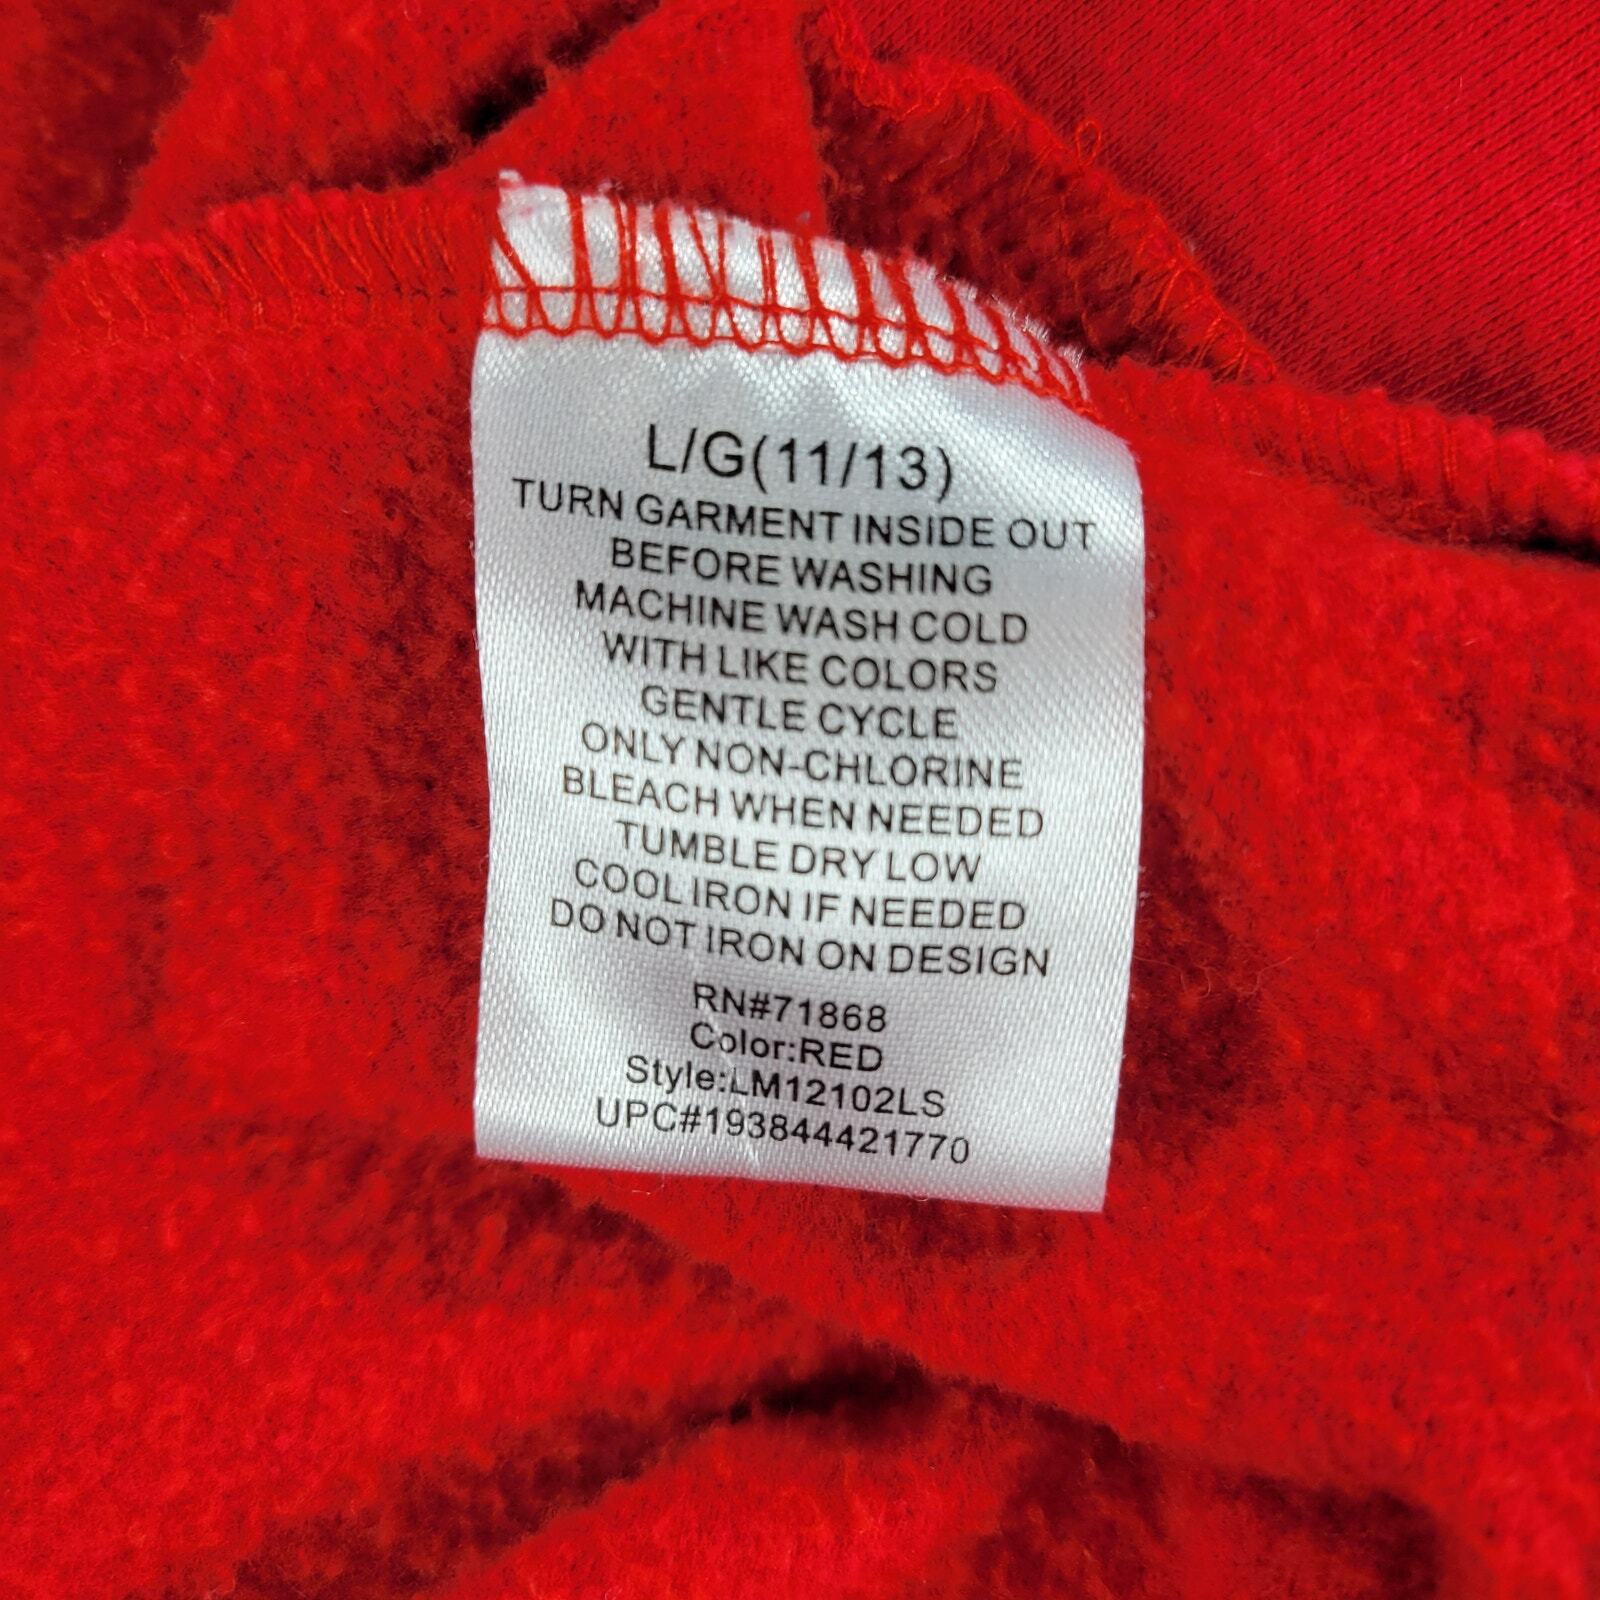 L/G(11/13)
TURN GARMENT INSIDE OUT
BEFORE WASHING
MACHINE WASH COLD
WITH LIKE COLORS
GENTLE CYCLE
ONLY NON-CHLORINE
BLEACH WHEN NEEDED
TUMBLE DRY LOW
COOL IRON IF NEEDED
DO NOT IRON ON DESIGN
RN#71868
Color:RED
Style:LM12102LS
UPC#193844421770